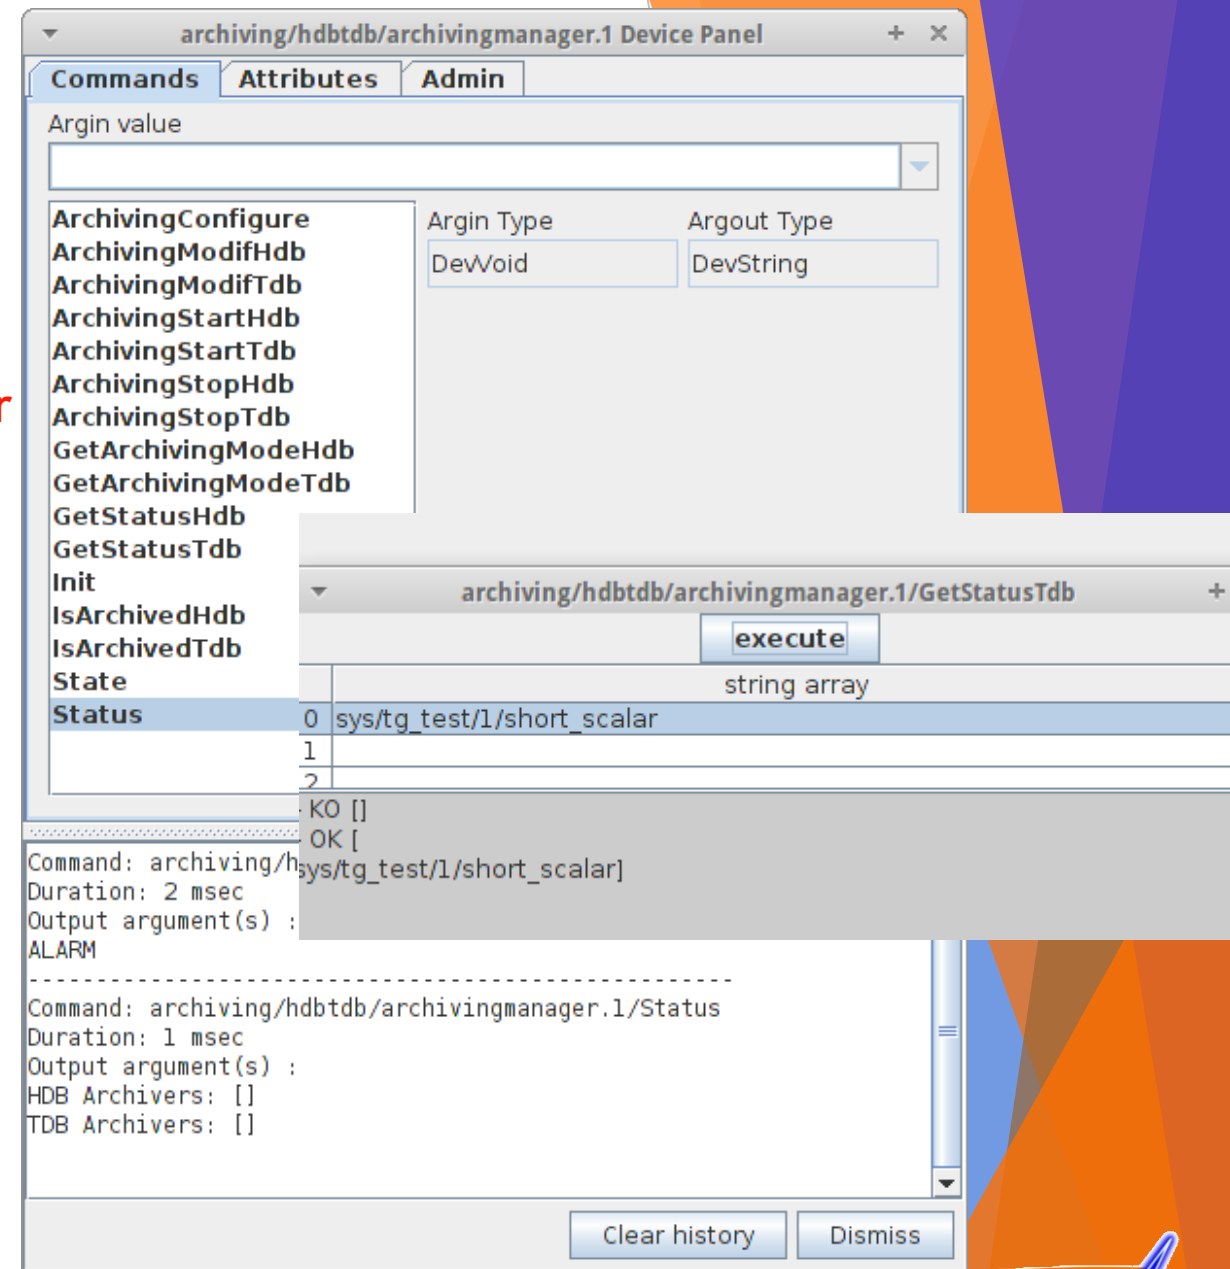 archiving/hdbtdb/archivingmanager.1 Device Panel
Commands Attributes Admin
Argin value
ArchivingConfigure
Argin Type Argout Type
ArchivingModifHdb
DevVoid DevString
ArchivingModifTdb
ArchivingStartHdb
ArchivingStartTdb
ArchivingStopHdb
r
ArchivingStopTdb
GetArchivingModeHdb
GetArchivingModeTdb
GetStatusHdb
GetStatusTdb
Init
IsArchivedHdb
IsArchivedTdb
State
Status
archiving/hdbtdb/archivingmanager.1/GetStatusTdb
execute
string array
0 sys/tg_test/1/short_scalar
1
2
KO []
OK [
sys/tg_test/1/short_scalar]
Command: archiving/h
Duration: 2 msec
Output argument(s) :
ALARM
----------------------------------------------------
Command: archiving/hdbtdb/archivingmanager.1/Status
Duration: 1 msec
Output argument(s) :
HDB Archivers: []
TDB Archivers: []
Clear history Dismiss